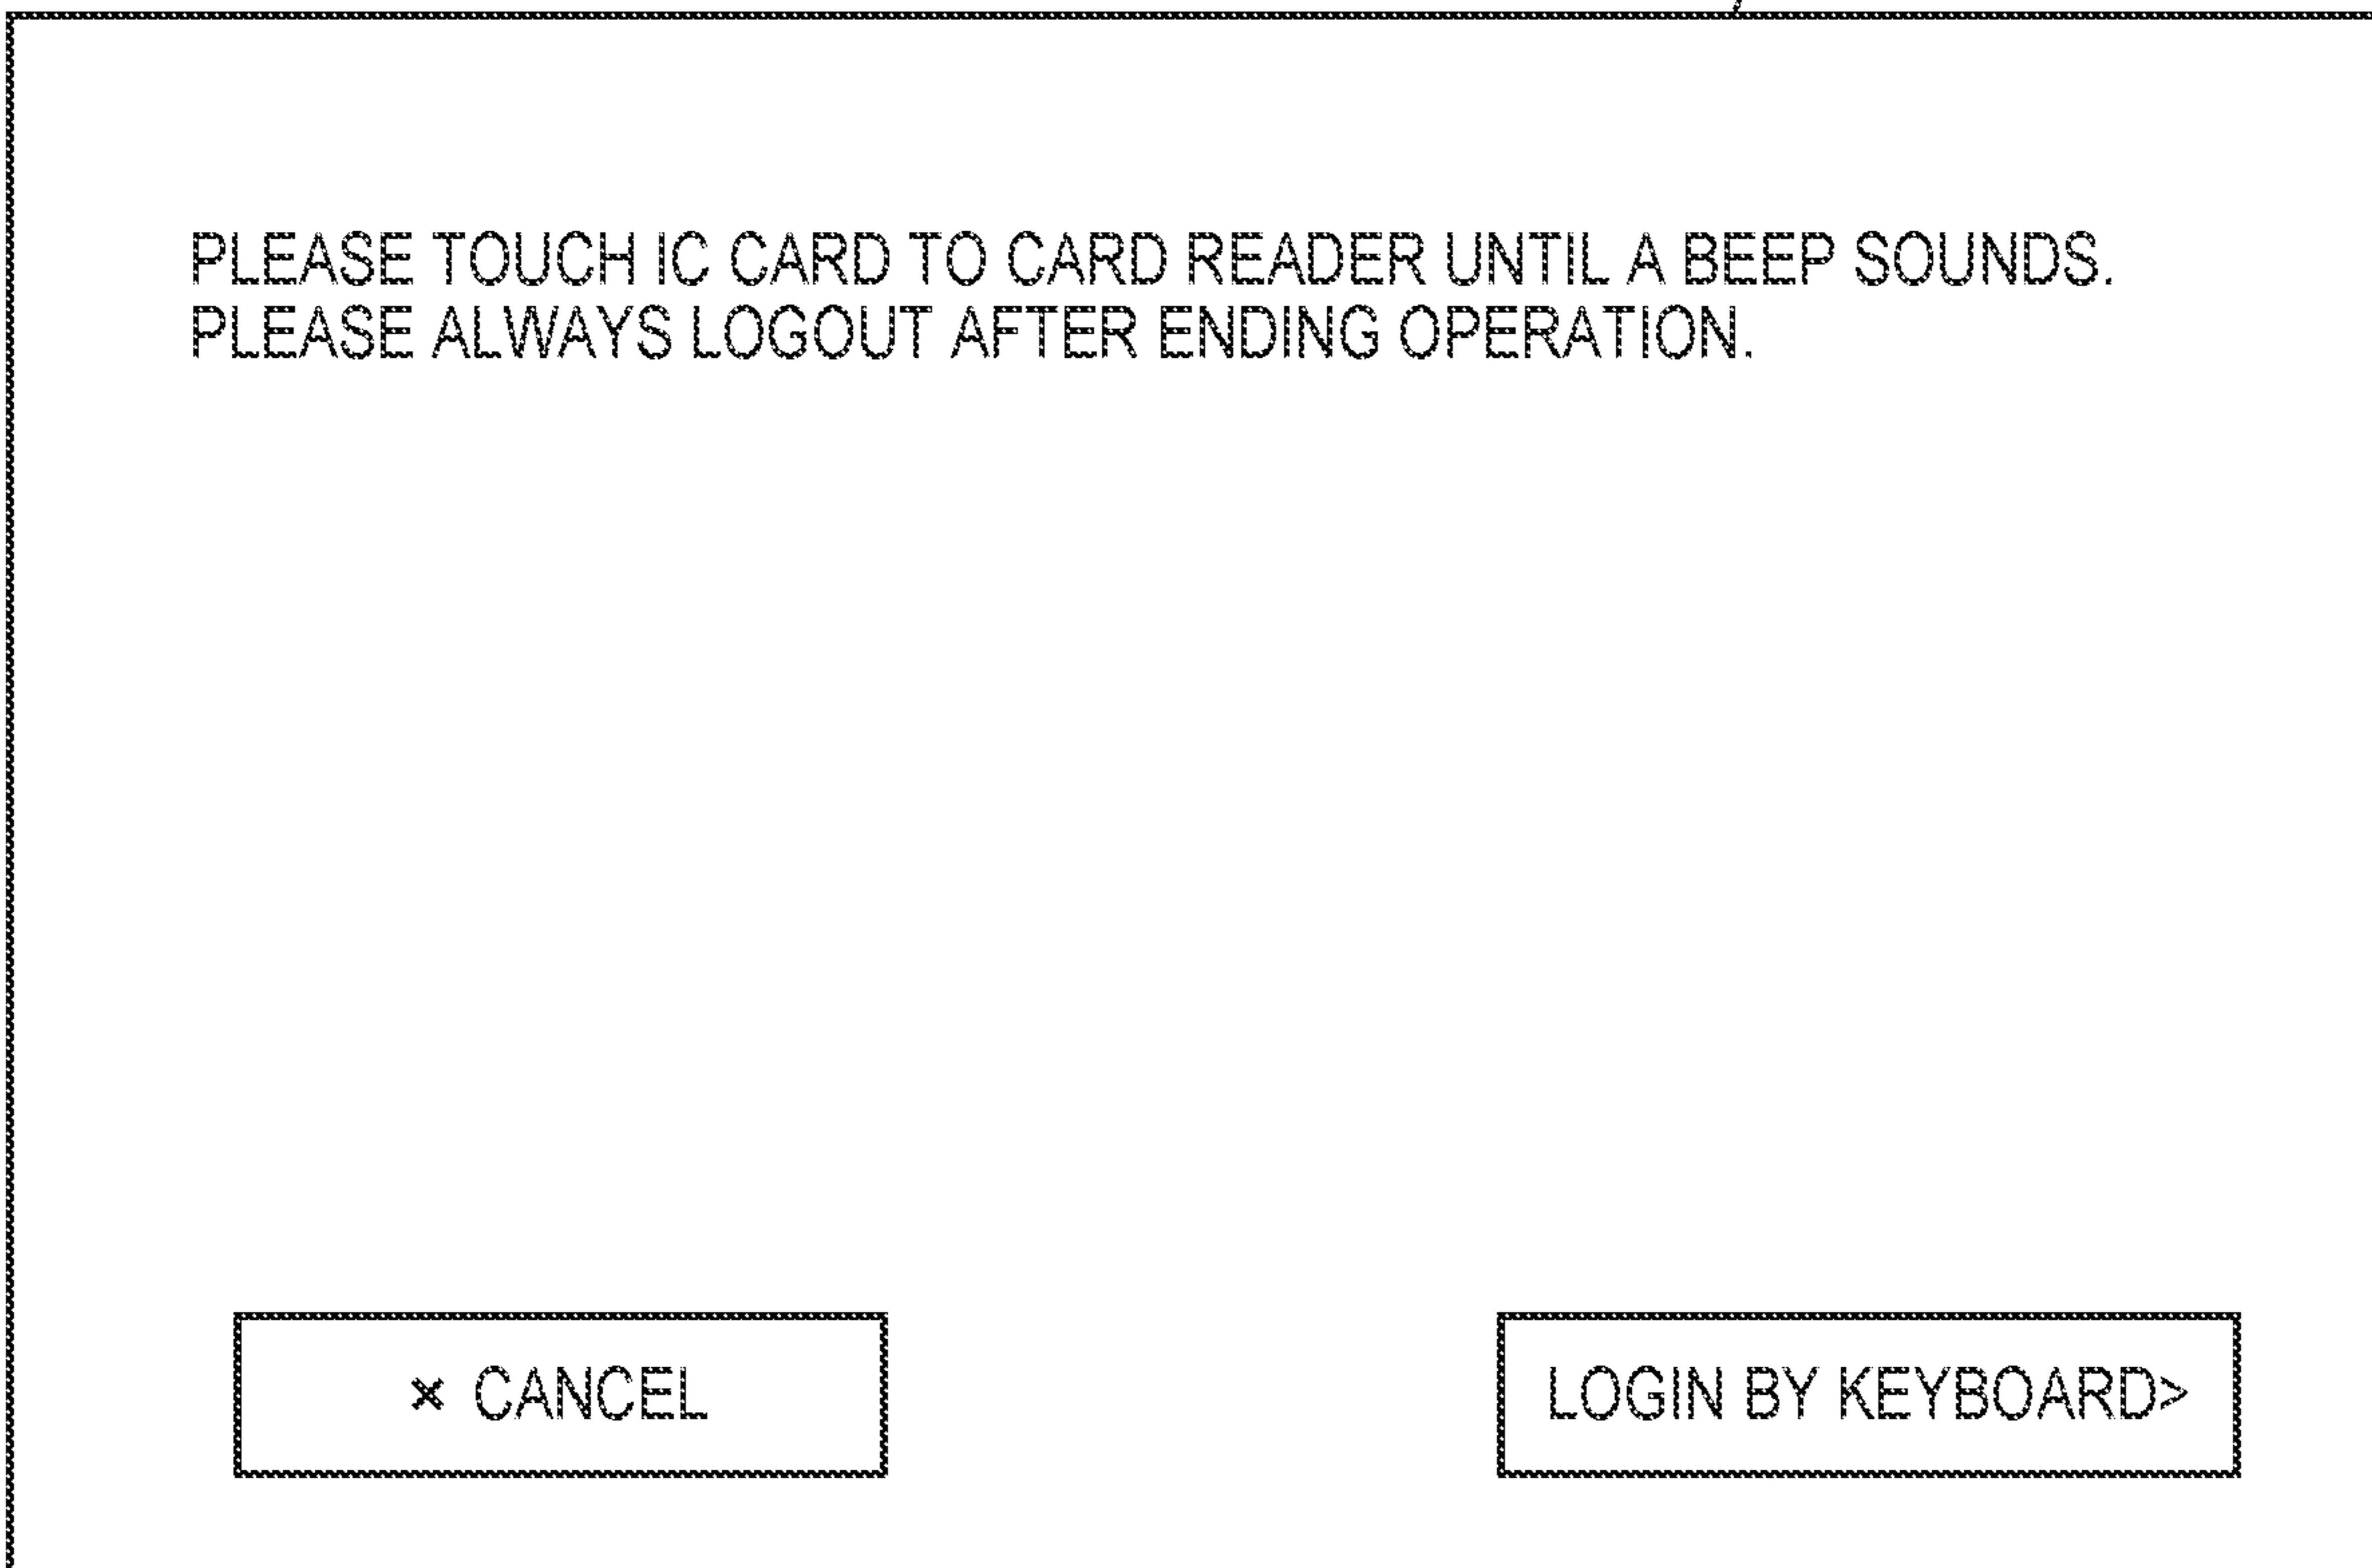 PLEASE TOUCH IC CARD TO CARD READER UNTIL A BEEP SOUNDS.
PLEASE ALWAYS LOGOUT AFTER ENDING OPERATION.
× CANCEL
LOGIN BY KEYBOARD>